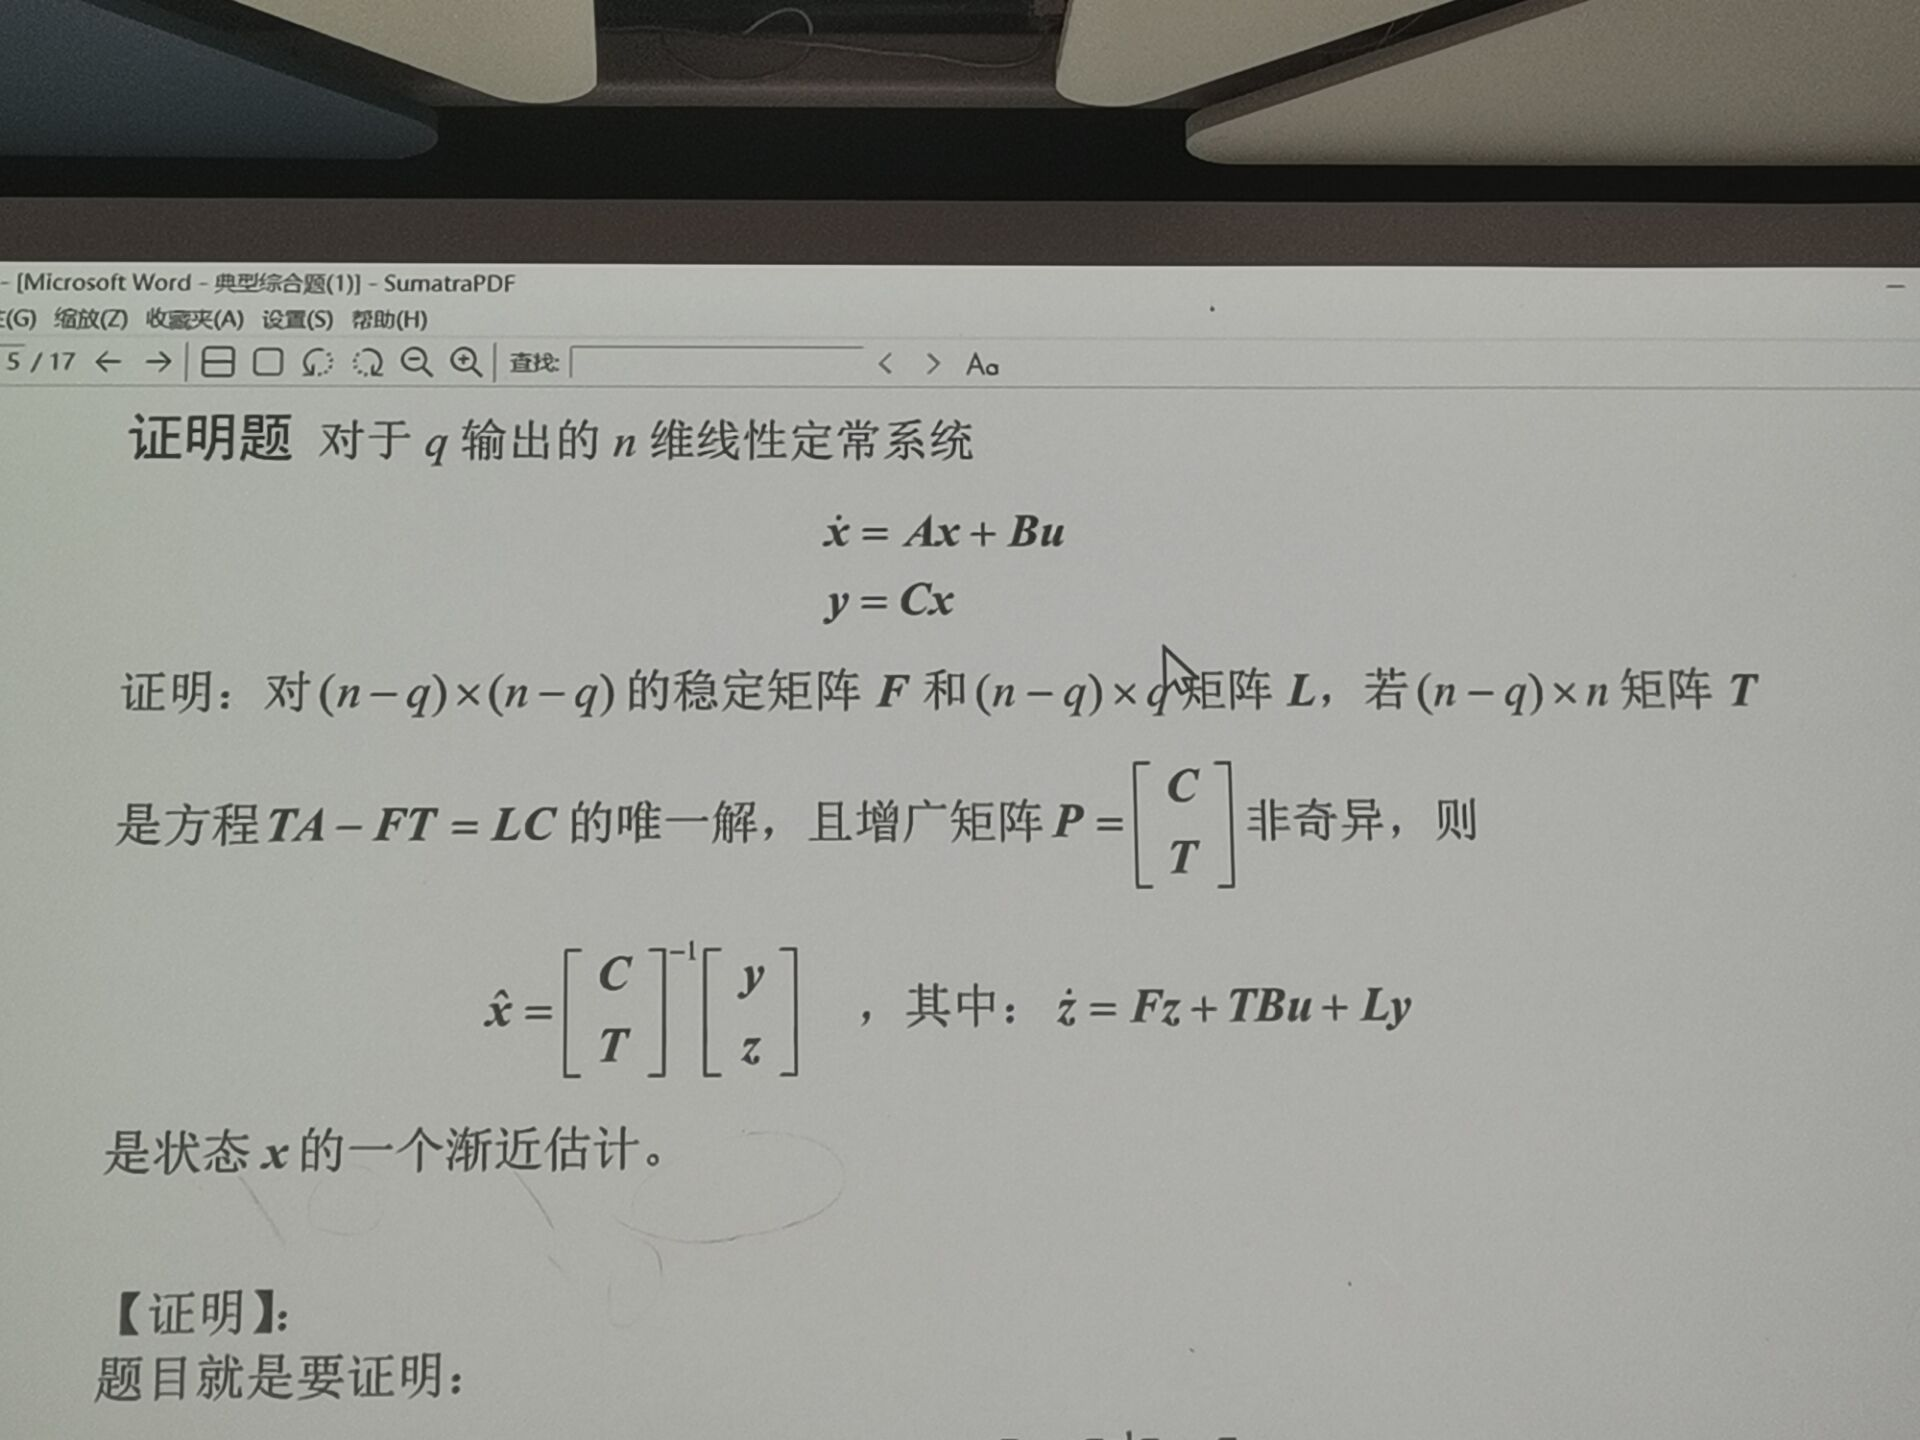 - [Microsoft Word - 典型综合题(1)] - SumatraPDF
(G) 缩放(Z) 收藏夹(A) 设置(S) 帮助(H)
5 / 17 ← → 查找: < > Aa
证明题 对于 q 输出的 n 维线性定常系统
ẋ = Ax + Bu
y = Cx
证明：对(n − q)×(n − q) 的稳定矩阵 F 和(n − q)× q 矩阵 L，若(n − q)× n 矩阵 T
是方程TA − FT = LC 的唯一解，且增广矩阵 P = [C; T] 非奇异，则
x̂ = [C; T]⁻¹ [y; z] ，其中：ż = Fz + TBu + Ly
是状态 x 的一个渐近估计。
【证明】：
题目就是要证明：